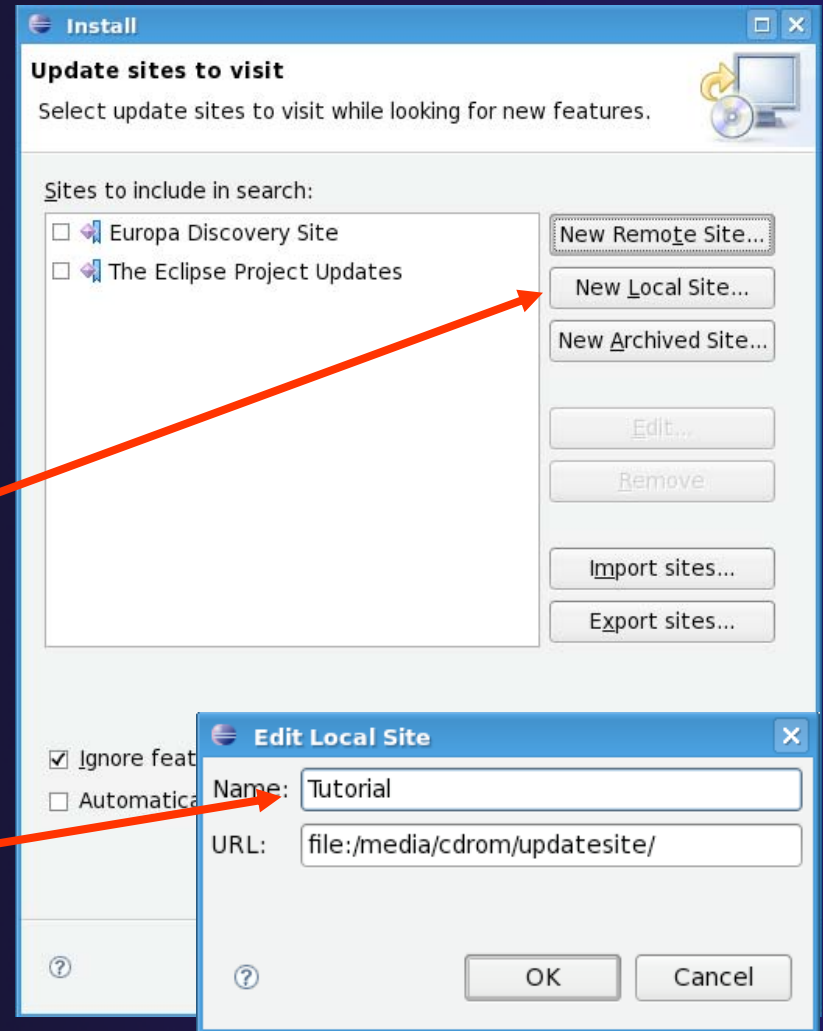 Install
Update sites to visit
Select update sites to visit while looking for new features.
Sites to include in search:
Europa Discovery Site
The Eclipse Project Updates
New Remote Site...
New Local Site...
New Archived Site...
Edit...
Remove
Import sites...
Export sites...
Ignore feat
Automatica
Edit Local Site
Name: Tutorial
URL: file:/media/cdrom/updatesite/
OK Cancel